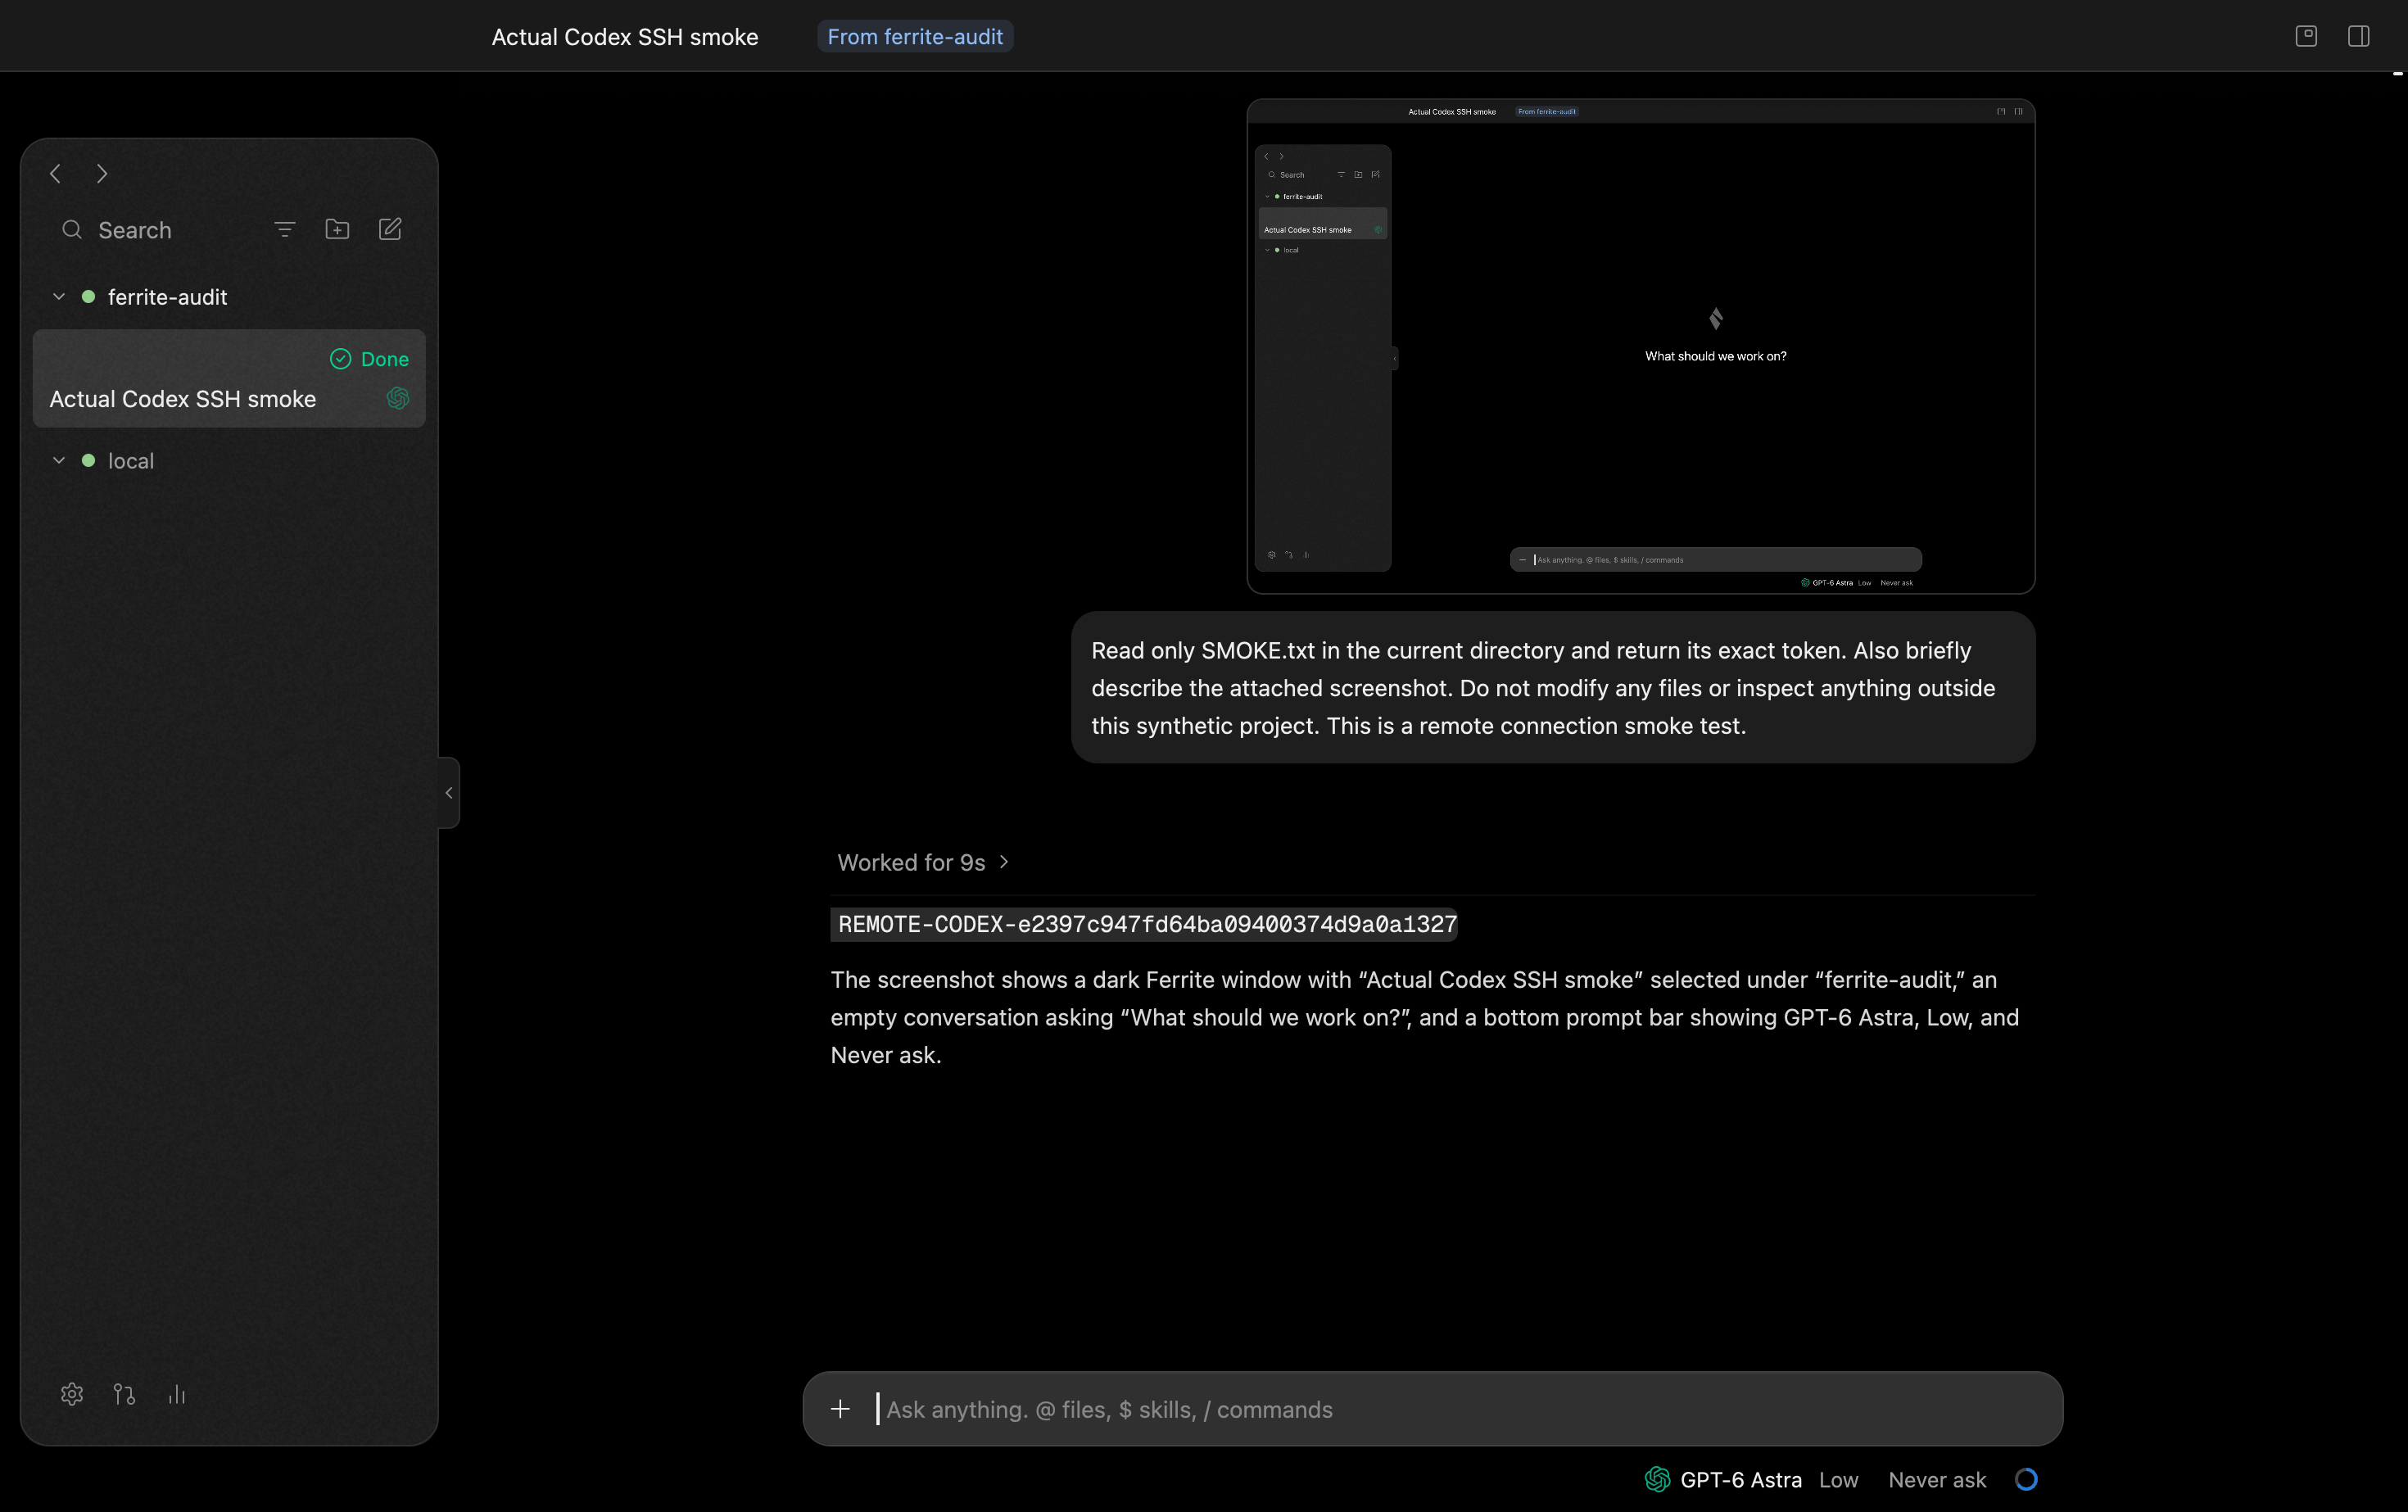 Actual Codex SSH smoke
From ferrite-audit
Search
ferrite-audit
Done
Actual Codex SSH smoke
local
Actual Codex SSH smoke
From ferrite-audit
Search
ferrite-audit
Actual Codex SSH smoke
local
What should we work on?
Ask anything. @ files, $ skills, / commands
GPT-6 Astra Low Never ask
Read only SMOKE.txt in the current directory and return its exact token. Also briefly
describe the attached screenshot. Do not modify any files or inspect anything outside
this synthetic project. This is a remote connection smoke test.
Worked for 9s
REMOTE-CODEX-e2397c947fd64ba09400374d9a0a1327
The screenshot shows a dark Ferrite window with “Actual Codex SSH smoke” selected under “ferrite-audit,” an
empty conversation asking “What should we work on?”, and a bottom prompt bar showing GPT-6 Astra, Low, and
Never ask.
Ask anything. @ files, $ skills, / commands
GPT-6 Astra Low Never ask